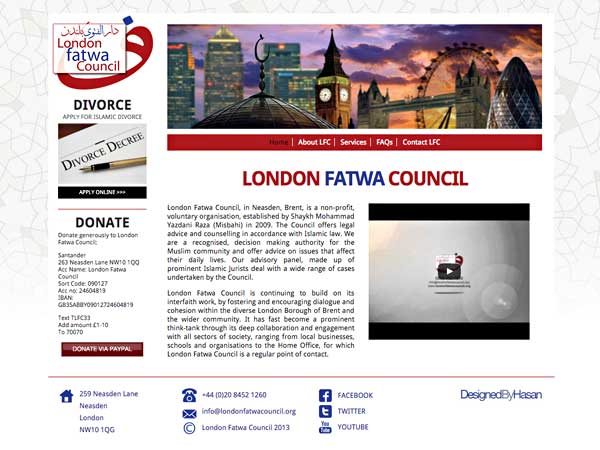 دار الفتوى بلندن
London
fatwa
Council
DIVORCE
APPLY FOR ISLAMIC DIVORCE
DIVORCE DECREE
APPLY ONLINE >>>
DONATE
Donate generously to London
Fatwa Council;
Santander
263 Neasden Lane NW10 1QQ
Acc Name: London Fatwa
Council
Sort Code: 090127
Acc no: 24604819
IBAN:
GB35ABBY09012724604819
Text TLFC33
Add amount £1-10
To 70070
DONATE VIA PAYPAL
Home
About LFC
Services
FAQs
Contact LFC
LONDON FATWA COUNCIL
London Fatwa Council, in Neasden, Brent, is a non-profit,
voluntary organisation, established by Shaykh Mohammad
Yazdani Raza (Misbahi) in 2009. The Council offers legal
advice and counselling in accordance with Islamic law. We
are a recognised, decision making authority for the
Muslim community and offer advice on issues that affect
their daily lives. Our advisory panel, made up of
prominent Islamic Jurists deal with a wide range of cases
undertaken by the Council.
London Fatwa Council is continuing to build on its
interfaith work, by fostering and encouraging dialogue and
cohesion within the diverse London Borough of Brent and
the wider community. It has fast become a prominent
think-tank through its deep collaboration and engagement
with all sectors of society, ranging from local businesses,
schools and organisations to the Home Office, for which
London Fatwa Council is a regular point of contact.
259 Neasden Lane
Neasden
London
NW10 1QG
+44 (0)20 8452 1260
info@londonfatwacouncil.org
© London Fatwa Council 2013
FACEBOOK
TWITTER
You Tube YOUTUBE
DesignedByHasan